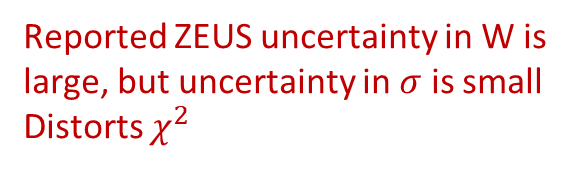 Reported ZEUS uncertainty in W is
large, but uncertainty in σ is small
Distorts χ²